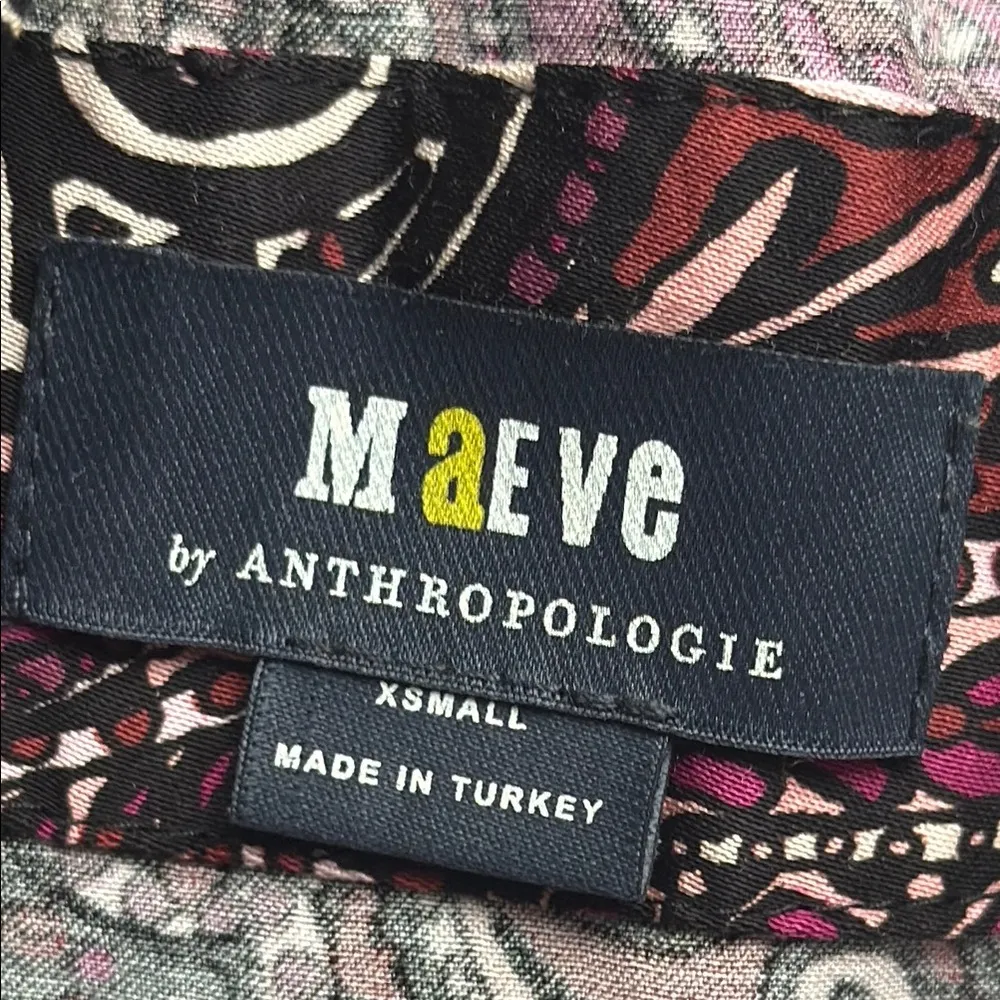 MaEVe
by ANTHROPOLOGIE
XSMALL
MADE IN TURKEY